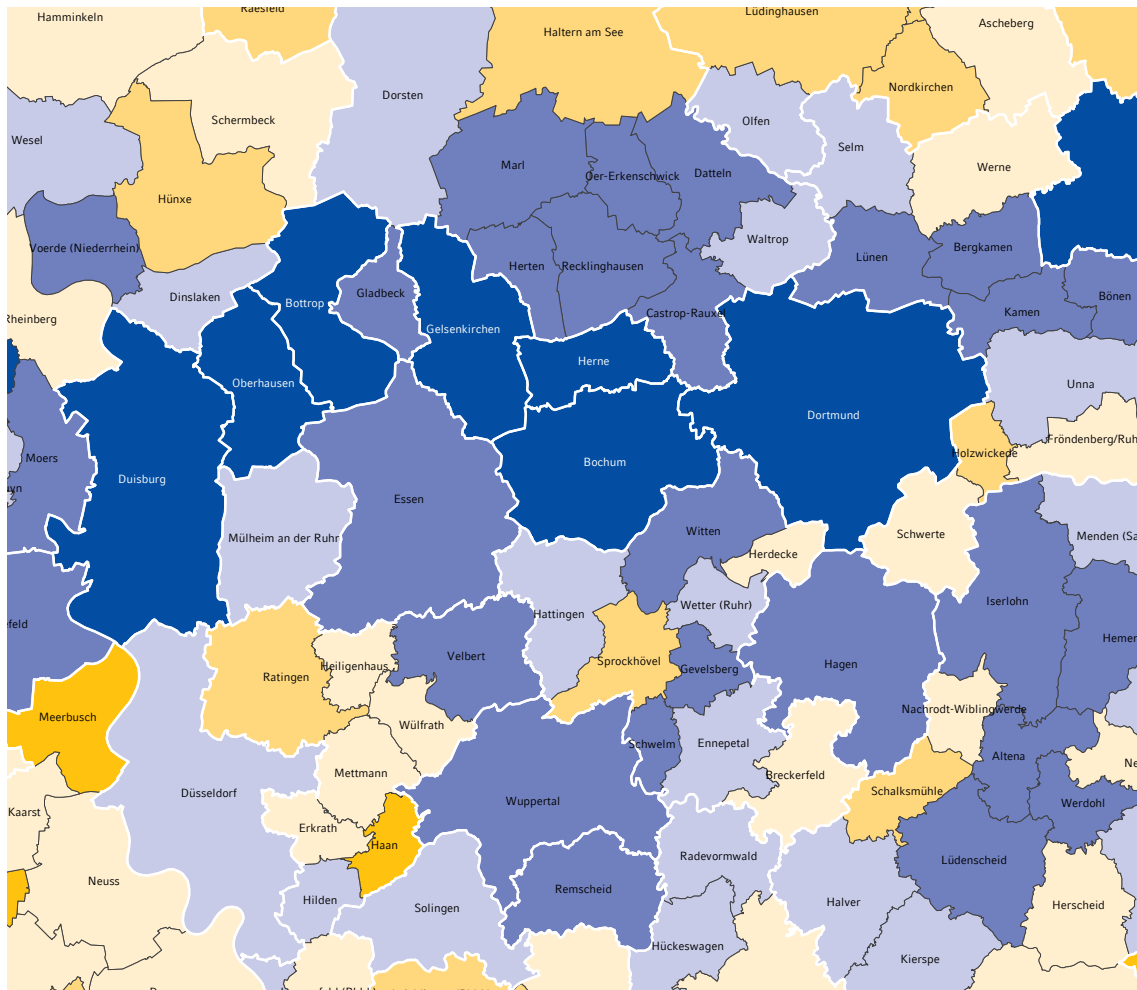 Hamminkeln
Raesfeld
Haltern am See
Lüdinghausen
Ascheberg
Dorsten
Nordkirchen
Schermbeck
Olfen
Selm
Wesel
Marl
Oer-Erkenschwick
Datteln
Werne
Hünxe
Voerde (Niederrhein)
Waltrop
Lünen
Bergkamen
Herten
Recklinghausen
Dinslaken
Gladbeck
Bottrop
Bönen
Rheinberg
Gelsenkirchen
Castrop-Rauxel
Kamen
Herne
Oberhausen
Unna
Dortmund
Fröndenberg/Ruh
Holzwickede
Moers
Bochum
Duisburg
uyn
Essen
Mülheim an der Ruhr
Witten
Schwerte
Menden (Sa
Herdecke
Iserlohn
Wetter (Ruhr)
Hattingen
efeld
Hemer
Velbert
Sprockhövel
Gevelsberg
Hagen
Heiligenhaus
Ratingen
Nachrodt-Wiblingwerde
Meerbusch
Wülfrath
Schwelm
Ennepetal
Altena
Ne
Mettmann
Breckerfeld
Düsseldorf
Schalksmühle
Wuppertal
Werdohl
Kaarst
Erkrath
Haan
Radevormwald
Lüdenscheid
Neuss
Remscheid
Hilden
Solingen
Halver
Herscheid
Hückeswagen
Kierspe